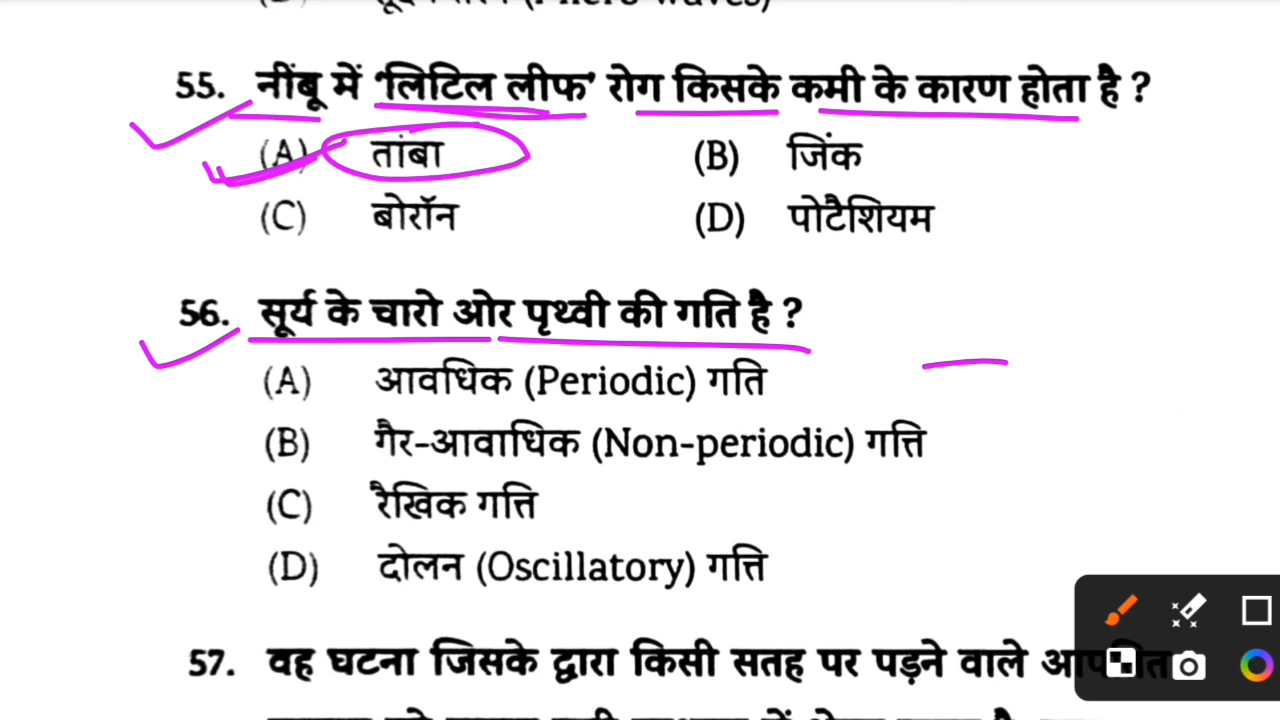 55. नींबू में 'लिटिल लीफ' रोग किसके कमी के कारण होता है ?
(A) तांबा (B) जिंक
(C) बोरॉन (D) पोटैशियम
56. सूर्य के चारो ओर पृथ्वी की गति है ?
(A) आवधिक (Periodic) गति
(B) गैर-आवाधिक (Non-periodic) गत्ति
(C) रैखिक गत्ति
(D) दोलन (Oscillatory) गत्ति
57. वह घटना जिसके द्वारा किसी सतह पर पड़ने वाले